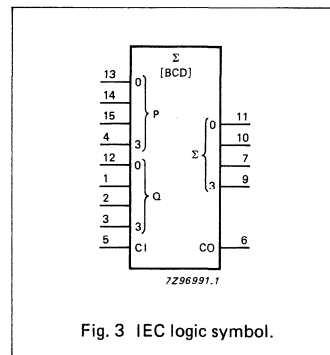 Σ
[BCD]
13 0
14
15 P
4 3
12 0
1
2 Q
3 3
5 CI
0 11
10
Σ 7
3 9
CO 6
7Z96991.1
Fig. 3 IEC logic symbol.